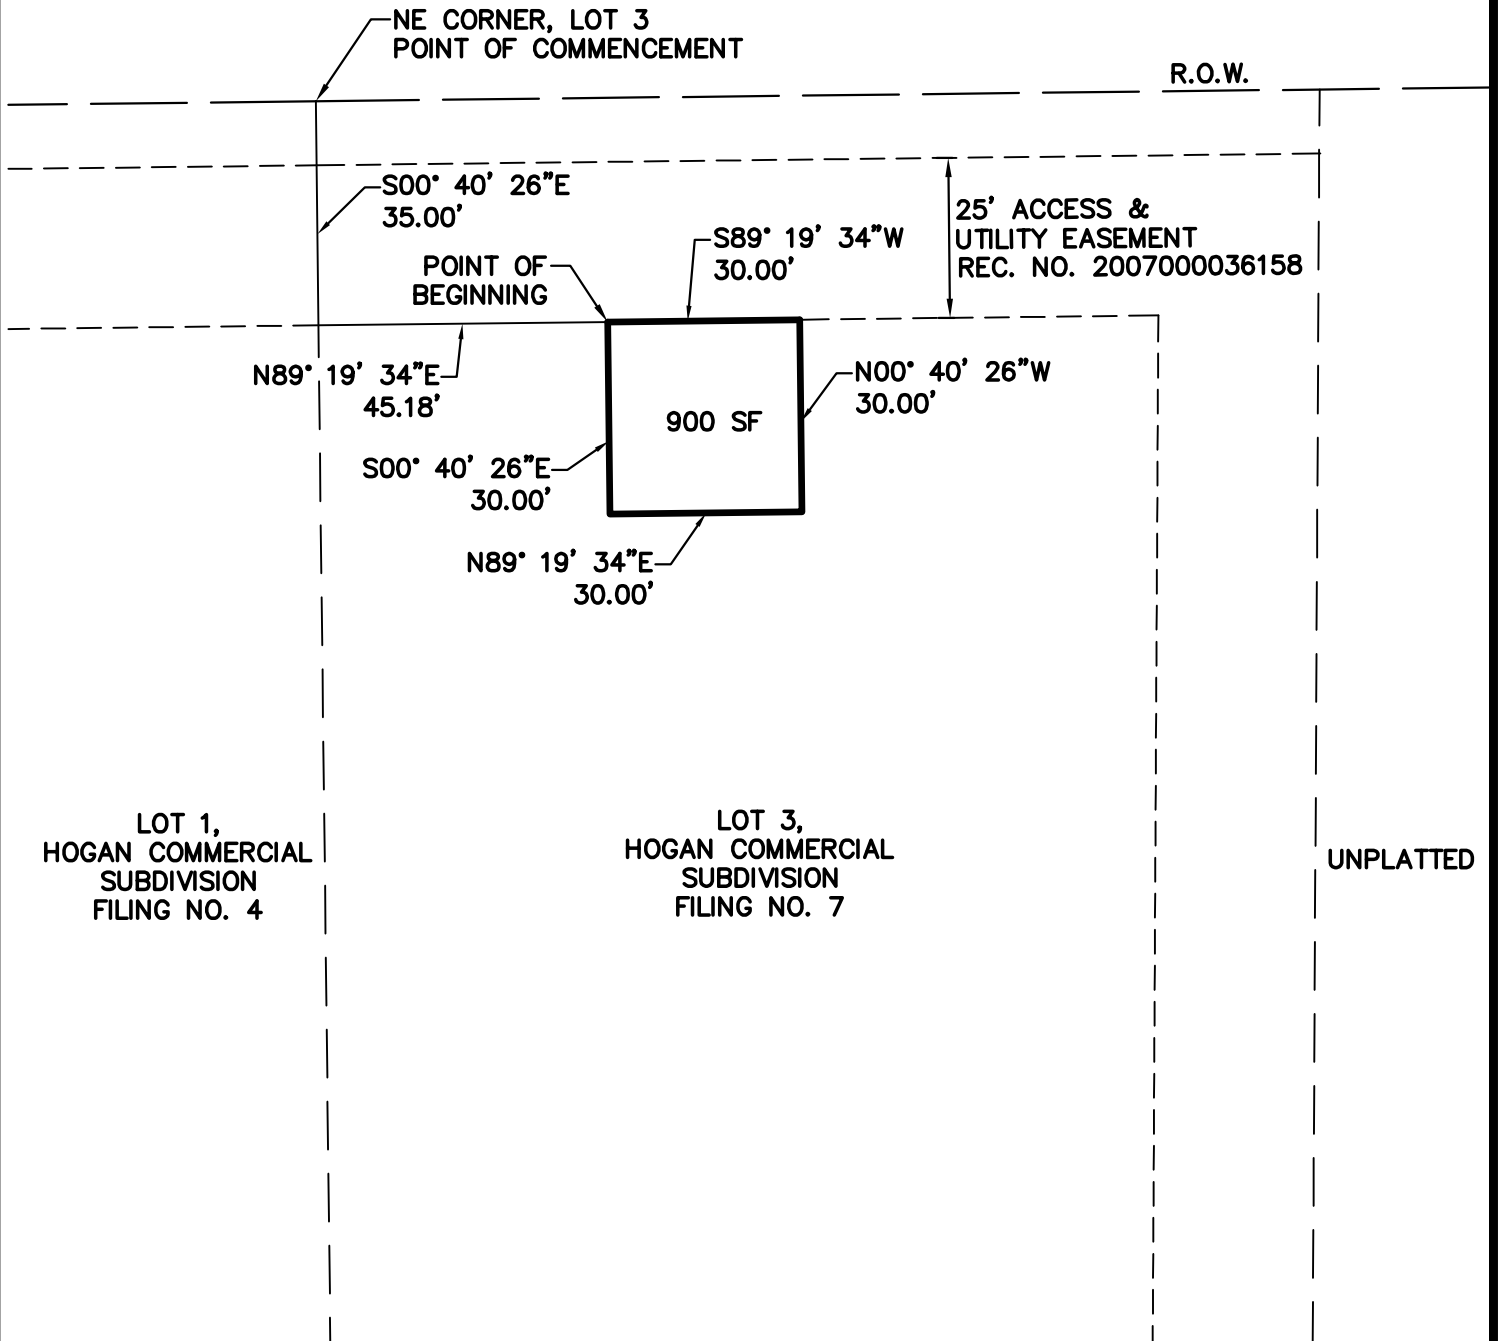 NE CORNER, LOT 3
POINT OF COMMENCEMENT
R.O.W.
S00° 40' 26"E
35.00'
25' ACCESS &
UTILITY EASEMENT
REC. NO. 2007000036158
S89° 19' 34"W
30.00'
POINT OF
BEGINNING
N89° 19' 34"E
45.18'
N00° 40' 26"W
30.00'
900 SF
S00° 40' 26"E
30.00'
N89° 19' 34"E
30.00'
LOT 1,
HOGAN COMMERCIAL
SUBDIVISION
FILING NO. 4
LOT 3,
HOGAN COMMERCIAL
SUBDIVISION
FILING NO. 7
UNPLATTED